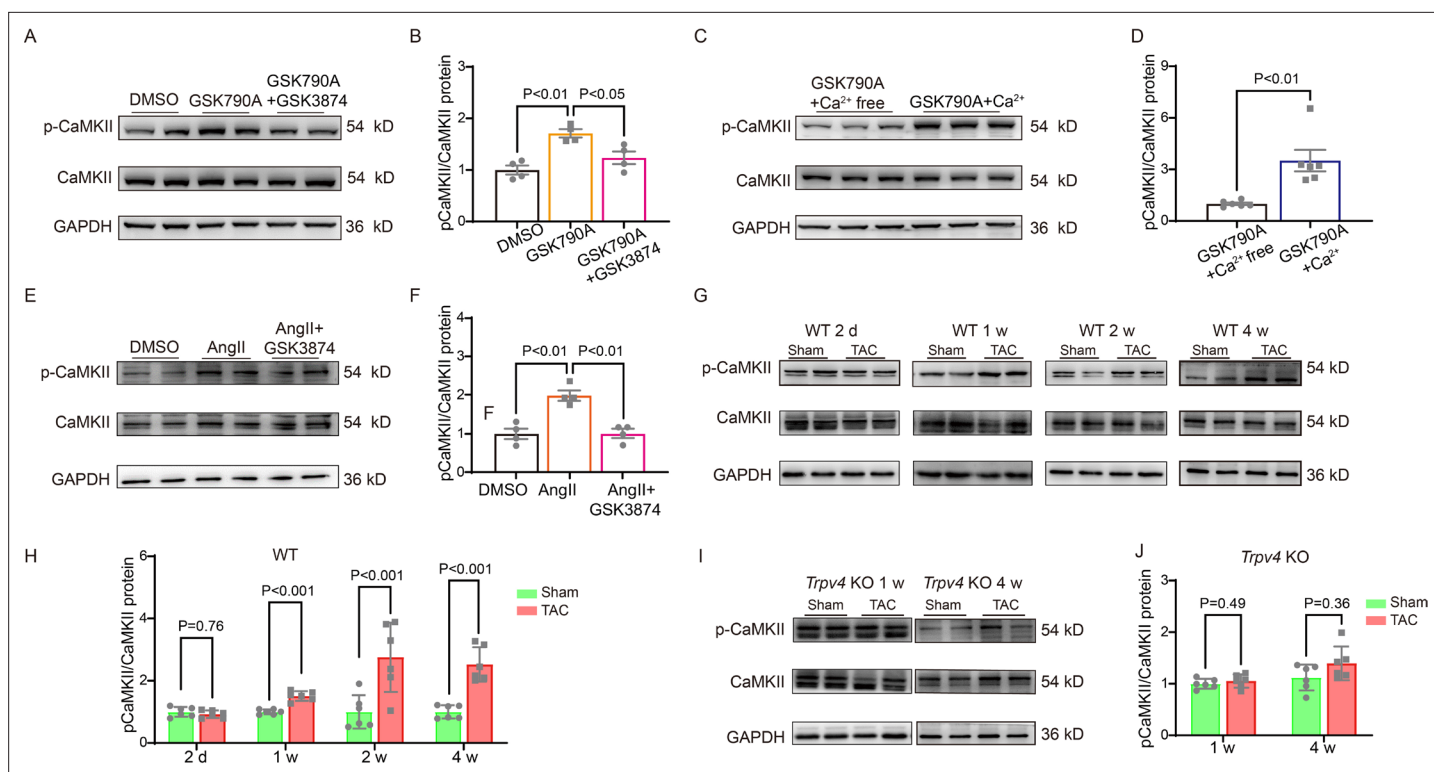 A
DMSO GSK790A GSK790A
+GSK3874
p-CaMKII 54 kD
CaMKII 54 kD
GAPDH 36 kD
B
pCaMKII/CaMKII protein
3
2
1
0
P<0.01 P<0.05
DMSO
GSK790A
GSK790A
+GSK3874
C
GSK790A
+Ca²⁺ free GSK790A+Ca²⁺
p-CaMKII 54 kD
CaMKII 54 kD
GAPDH 36 kD
D
pCaMKII/CaMKII protein
9
6
3
0
P<0.01
GSK790A
+Ca²⁺ free
GSK790A
+Ca²⁺
E
DMSO AngII AngII+
GSK3874
p-CaMKII 54 kD
CaMKII 54 kD
GAPDH 36 kD
F
pCaMKII/CaMKII protein
4
3
2
1
0
P<0.01 P<0.01
F
DMSO AngII AngII+
GSK3874
G
WT 2 d WT 1 w WT 2 w WT 4 w
Sham TAC Sham TAC Sham TAC Sham TAC
p-CaMKII 54 kD
CaMKII 54 kD
GAPDH 36 kD
H
WT
pCaMKII/CaMKII protein
6
4
2
0
P=0.76 P<0.001 P<0.001 P<0.001
2 d 1 w 2 w 4 w
Sham
TAC
I
Trpv4 KO 1 w Trpv4 KO 4 w
Sham TAC Sham TAC
p-CaMKII 54 kD
CaMKII 54 kD
GAPDH 36 kD
J
Trpv4 KO
pCaMKII/CaMKII protein
3
2
1
0
P=0.49 P=0.36
1 w 4 w
Sham
TAC